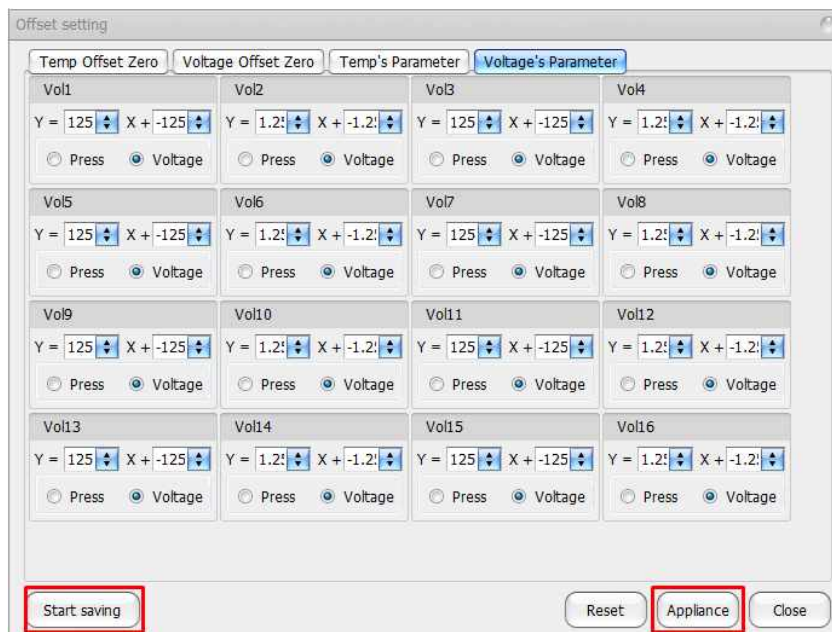 Offset setting
Temp Offset Zero Voltage Offset Zero Temp's Parameter Voltage's Parameter
Vol1 Vol2 Vol3 Vol4
Y = 125 X + -125 Y = 1.2 X + -1.2 Y = 125 X + -125 Y = 1.2 X + -1.2
Press Voltage Press Voltage Press Voltage Press Voltage
Vol5 Vol6 Vol7 Vol8
Y = 125 X + -125 Y = 1.2 X + -1.2 Y = 125 X + -125 Y = 1.2 X + -1.2
Press Voltage Press Voltage Press Voltage Press Voltage
Vol9 Vol10 Vol11 Vol12
Y = 125 X + -125 Y = 1.2 X + -1.2 Y = 125 X + -125 Y = 1.2 X + -1.2
Press Voltage Press Voltage Press Voltage Press Voltage
Vol13 Vol14 Vol15 Vol16
Y = 125 X + -125 Y = 1.2 X + -1.2 Y = 125 X + -125 Y = 1.2 X + -1.2
Press Voltage Press Voltage Press Voltage Press Voltage
Start saving Reset Appliance Close